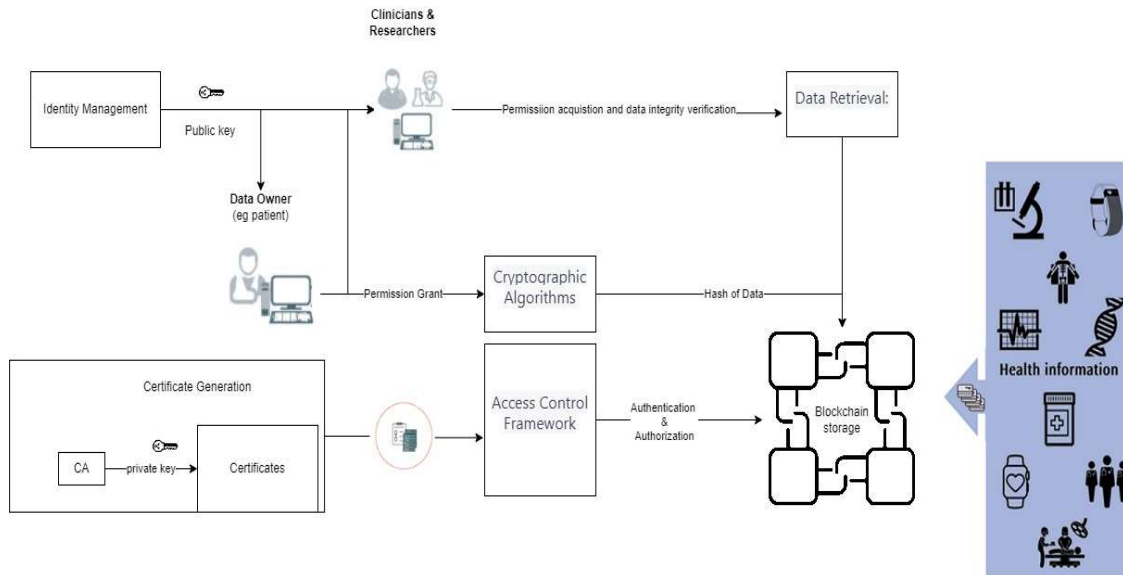 Clinicians &
Researchers
Identity Management
Public key
Permissiion acquistion and data integrity verification
Data Retrieval:
Data Owner
(eg patient)
Permission Grant
Cryptographic
Algorithms
Hash of Data
Health information
Certificate Generation
CA
private key
Certificates
Access Control
Framework
Authentication
&
Authorization
Blockchain
storage